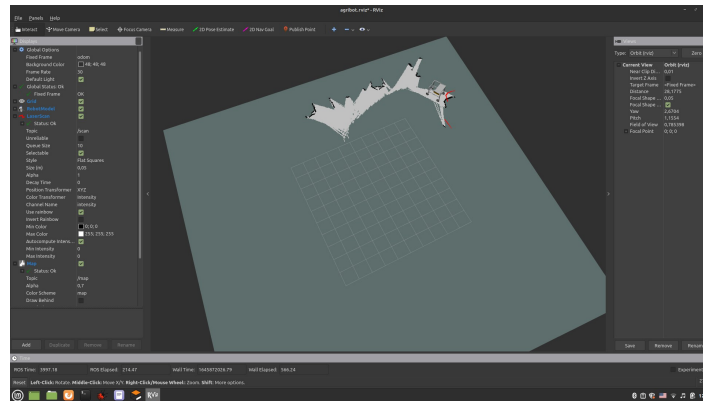 agribot.rviz* - RViz
File Panels Help
Interact Move Camera Select Focus Camera Measure 2D Pose Estimate 2D Nav Goal Publish Point
Displays
Global Options
Fixed Frame odom
Background Color 48; 48; 48
Frame Rate 30
Default Light
Global Status: Ok
Fixed Frame OK
Grid
RobotModel
LaserScan
Status: Ok
Topic /scan
Unreliable
Queue Size 10
Selectable
Style Flat Squares
Size (m) 0,05
Alpha 1
Decay Time 0
Position Transformer XYZ
Color Transformer Intensity
Channel Name intensity
Use rainbow
Invert Rainbow
Min Color 0; 0; 0
Max Color 255; 255; 255
Autocompute Intens...
Min Intensity 0
Max Intensity 0
Map
Status: Ok
Topic /map
Alpha 0,7
Color Scheme map
Draw Behind
Add Duplicate Remove Rename
Views
Type: Orbit (rviz) Zero
Current View Orbit (rviz)
Near Clip Di... 0,01
Invert Z Axis
Target Frame <Fixed Frame>
Distance 28,1775
Focal Shape ... 0,05
Focal Shape ...
Yaw 2,6704
Pitch 1,1554
Field of View 0,785398
Focal Point 0; 0; 0
Save Remove Renam
Time
ROS Time: 3997.18 ROS Elapsed: 214.47 Wall Time: 1645072026.79 Wall Elapsed: 566.24 Experiment
Reset Left-Click: Rotate. Middle-Click: Move X/Y. Right-Click/Mouse Wheel: Zoom. Shift: More options.
RViz